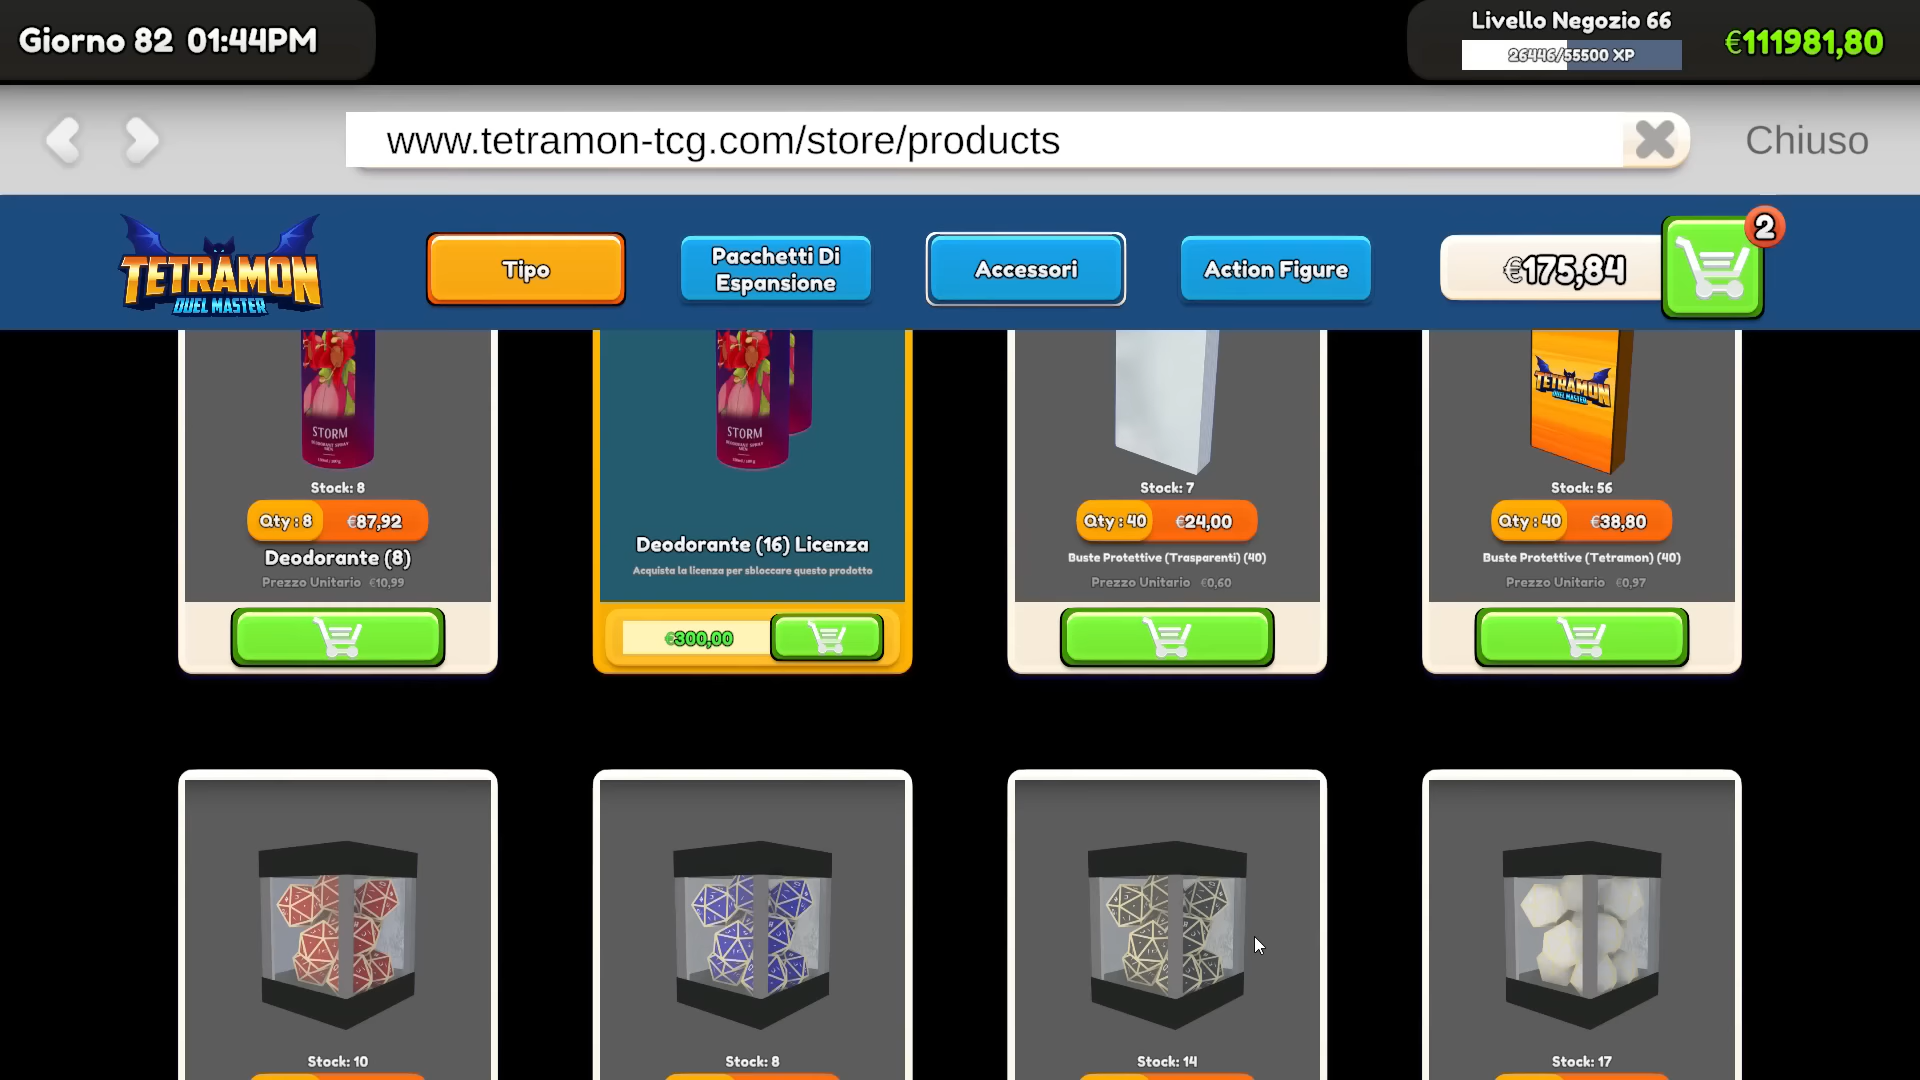 Giorno 82 01:44PM
Livello Negozio 66
26446/55500 XP
€111981,80
www.tetramon-tcg.com/store/products
Chiuso
TETRAMON
DUEL MASTER
Tipo
Pacchetti Di
Espansione
Accessori
Action Figure
€175,84
2
STORM
STORM
TETRAMON
DUEL MASTER
Stock: 8
Qty : 8
€87,92
Deodorante (8)
Prezzo Unitario €10,99
Deodorante (16) Licenza
Acquista la licenza per sbloccare questo prodotto
€300,00
Stock: 7
Qty : 40
€24,00
Buste Protettive (Trasparenti) (40)
Prezzo Unitario €0,60
Stock: 56
Qty : 40
€38,80
Buste Protettive (Tetramon) (40)
Prezzo Unitario €0,97
Stock: 10
Stock: 8
Stock: 14
Stock: 17